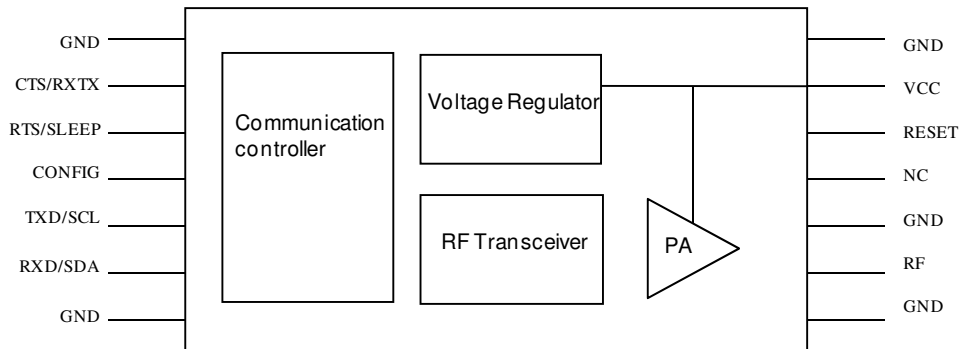 GND
CTS/RXTX
RTS/SLEEP
CONFIG
TXD/SCL
RXD/SDA
GND
Communication
controller
Voltage Regulator
RF Transceiver
PA
GND
VCC
RESET
NC
GND
RF
GND